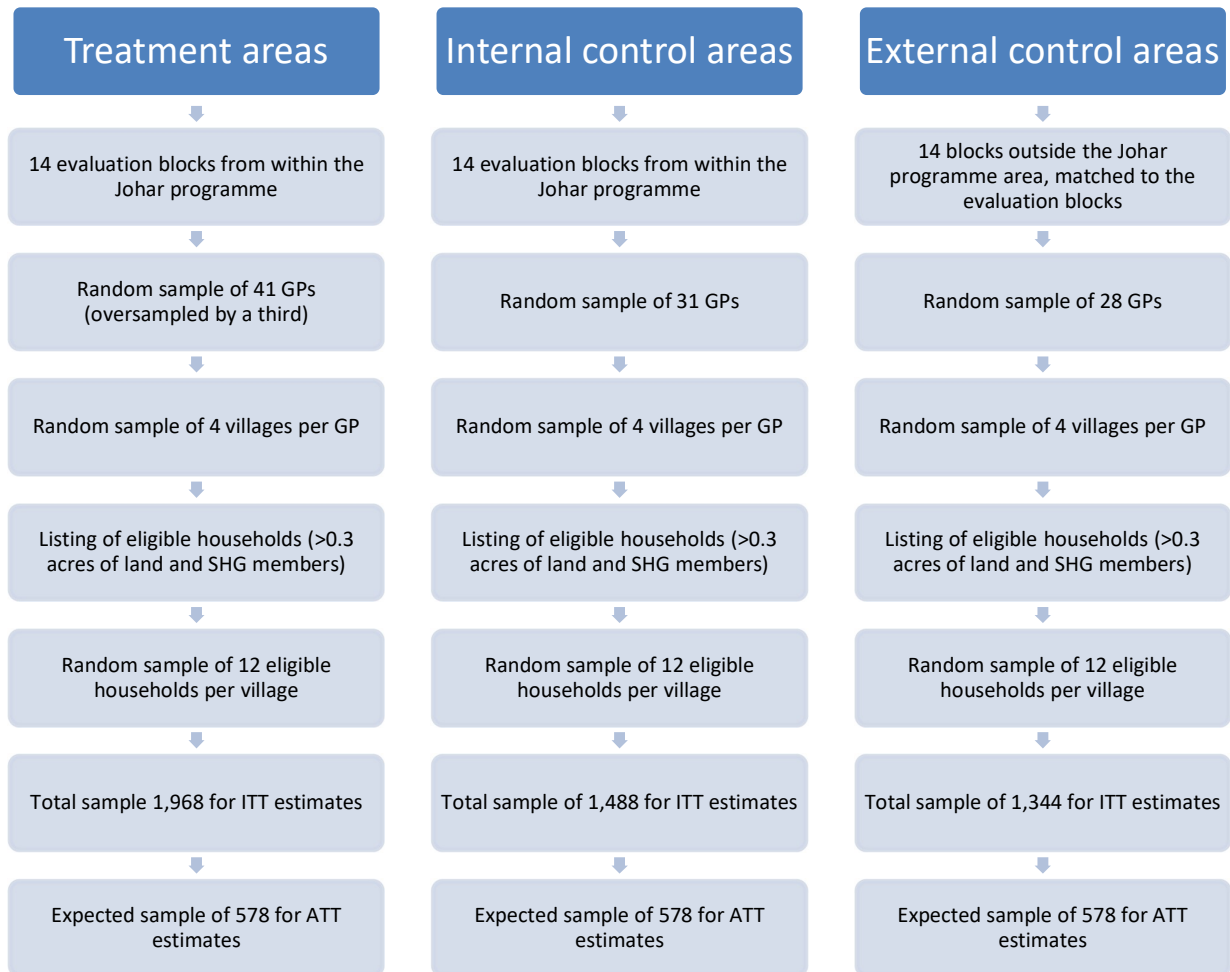 Treatment areas
14 evaluation blocks from within the
Johar programme
Random sample of 41 GPs
(oversampled by a third)
Random sample of 4 villages per GP
Listing of eligible households (>0.3
acres of land and SHG members)
Random sample of 12 eligible
households per village
Total sample 1,968 for ITT estimates
Expected sample of 578 for ATT
estimates
Internal control areas
14 evaluation blocks from within the
Johar programme
Random sample of 31 GPs
Random sample of 4 villages per GP
Listing of eligible households (>0.3
acres of land and SHG members)
Random sample of 12 eligible
households per village
Total sample of 1,488 for ITT estimates
Expected sample of 578 for ATT
estimates
External control areas
14 blocks outside the Johar
programme area, matched to the
evaluation blocks
Random sample of 28 GPs
Random sample of 4 villages per GP
Listing of eligible households (>0.3
acres of land and SHG members)
Random sample of 12 eligible
households per village
Total sample of 1,344 for ITT estimates
Expected sample of 578 for ATT
estimates